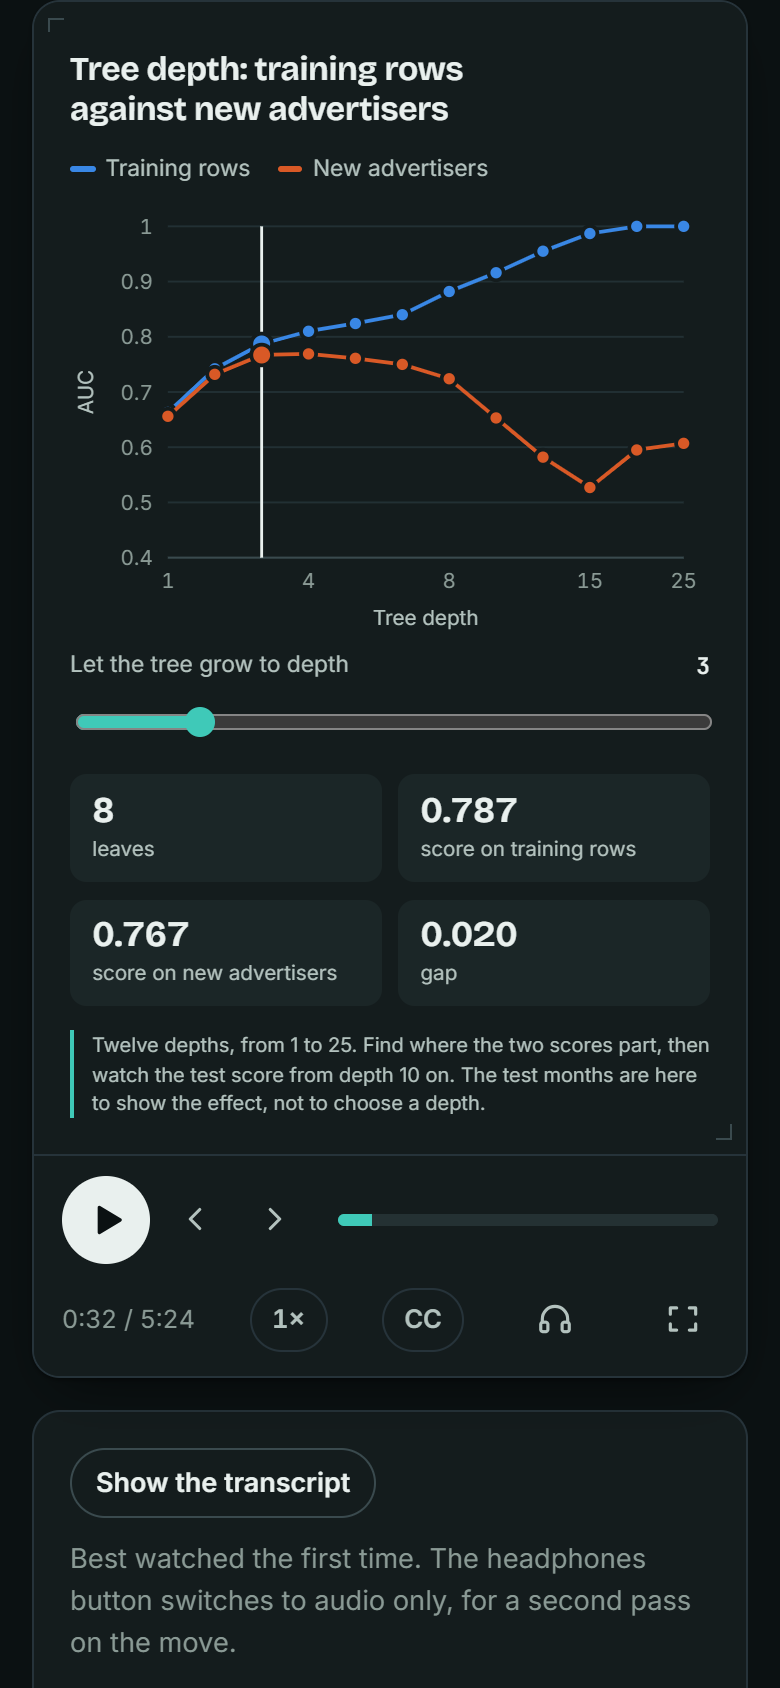 Tree depth: training rows
against new advertisers
Training rows New advertisers
1
0.9
0.8
0.7
0.6
0.5
0.4
AUC
1 4 8 15 25
Tree depth
Let the tree grow to depth 3
8
leaves
0.787
score on training rows
0.767
score on new advertisers
0.020
gap
Twelve depths, from 1 to 25. Find where the two scores part, then
watch the test score from depth 10 on. The test months are here
to show the effect, not to choose a depth.
0:32 / 5:24 1× CC
Show the transcript
Best watched the first time. The headphones
button switches to audio only, for a second pass
on the move.